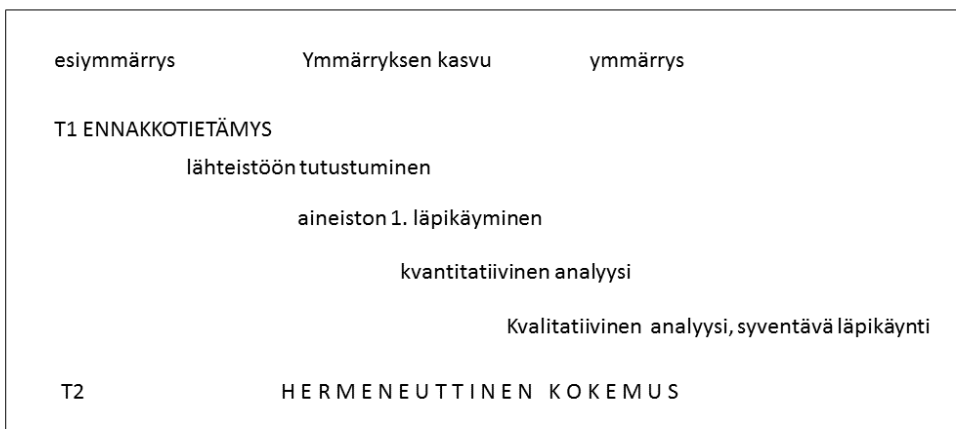 esiymmärrys Ymmärryksen kasvu ymmärrys
T1 ENNAKKOTIETÄMYS
lähteistöön tutustuminen
aineiston 1. läpikäyminen
kvantitatiivinen analyysi
Kvalitatiivinen analyysi, syventävä läpikäynti
T2 H E R M E N E U T T I N E N K O K E M U S